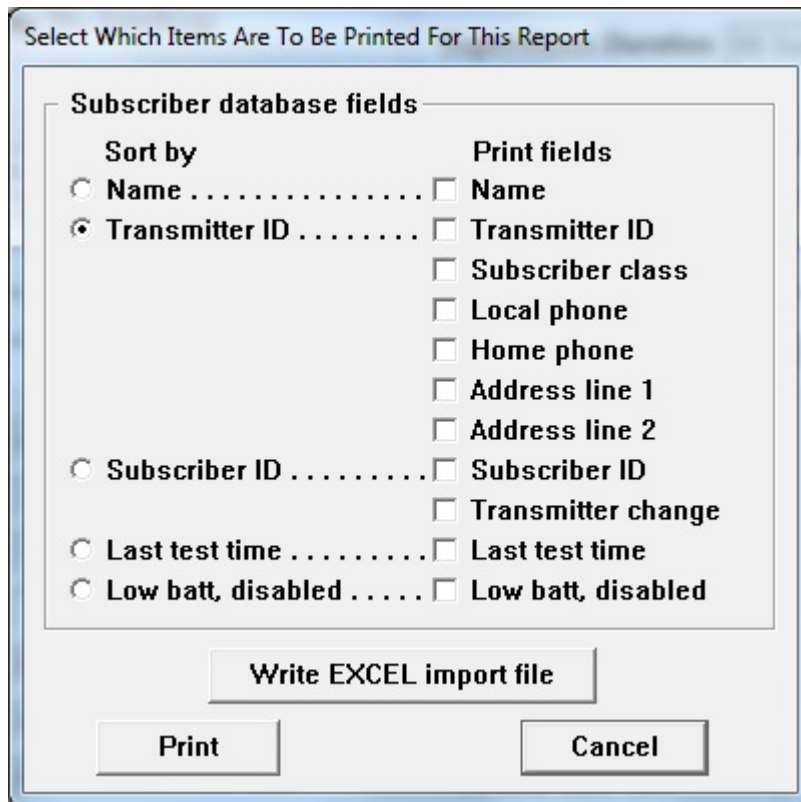 Select Which Items Are To Be Printed For This Report
Subscriber database fields
Sort by Print fields
Name . . . . . . . . . . . . . . . Name
Transmitter ID . . . . . . . . Transmitter ID
Subscriber class
Local phone
Home phone
Address line 1
Address line 2
Subscriber ID . . . . . . . . . Subscriber ID
Transmitter change
Last test time . . . . . . . . . Last test time
Low batt, disabled . . . . . Low batt, disabled
Write EXCEL import file
Print Cancel